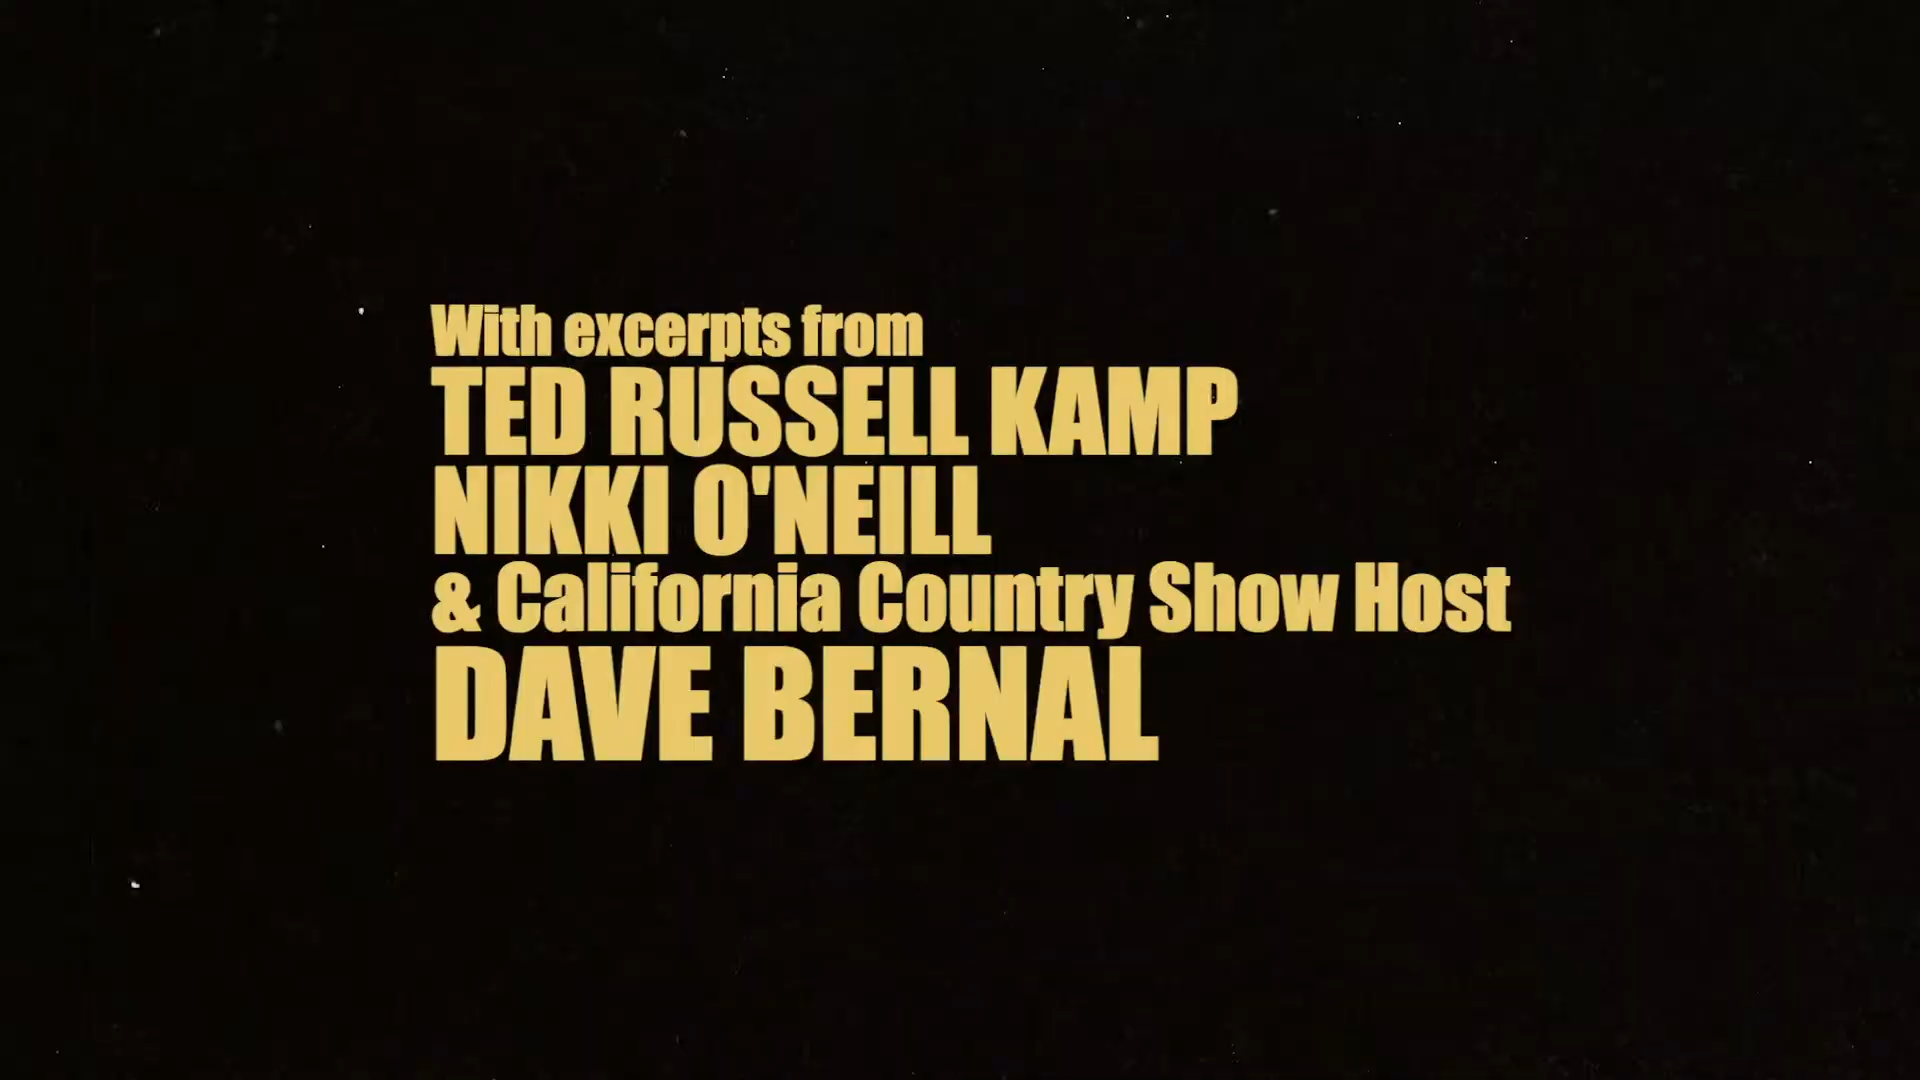 With excerpts from
TED RUSSELL KAMP
NIKKI O'NEILL
& California Country Show Host
DAVE BERNAL